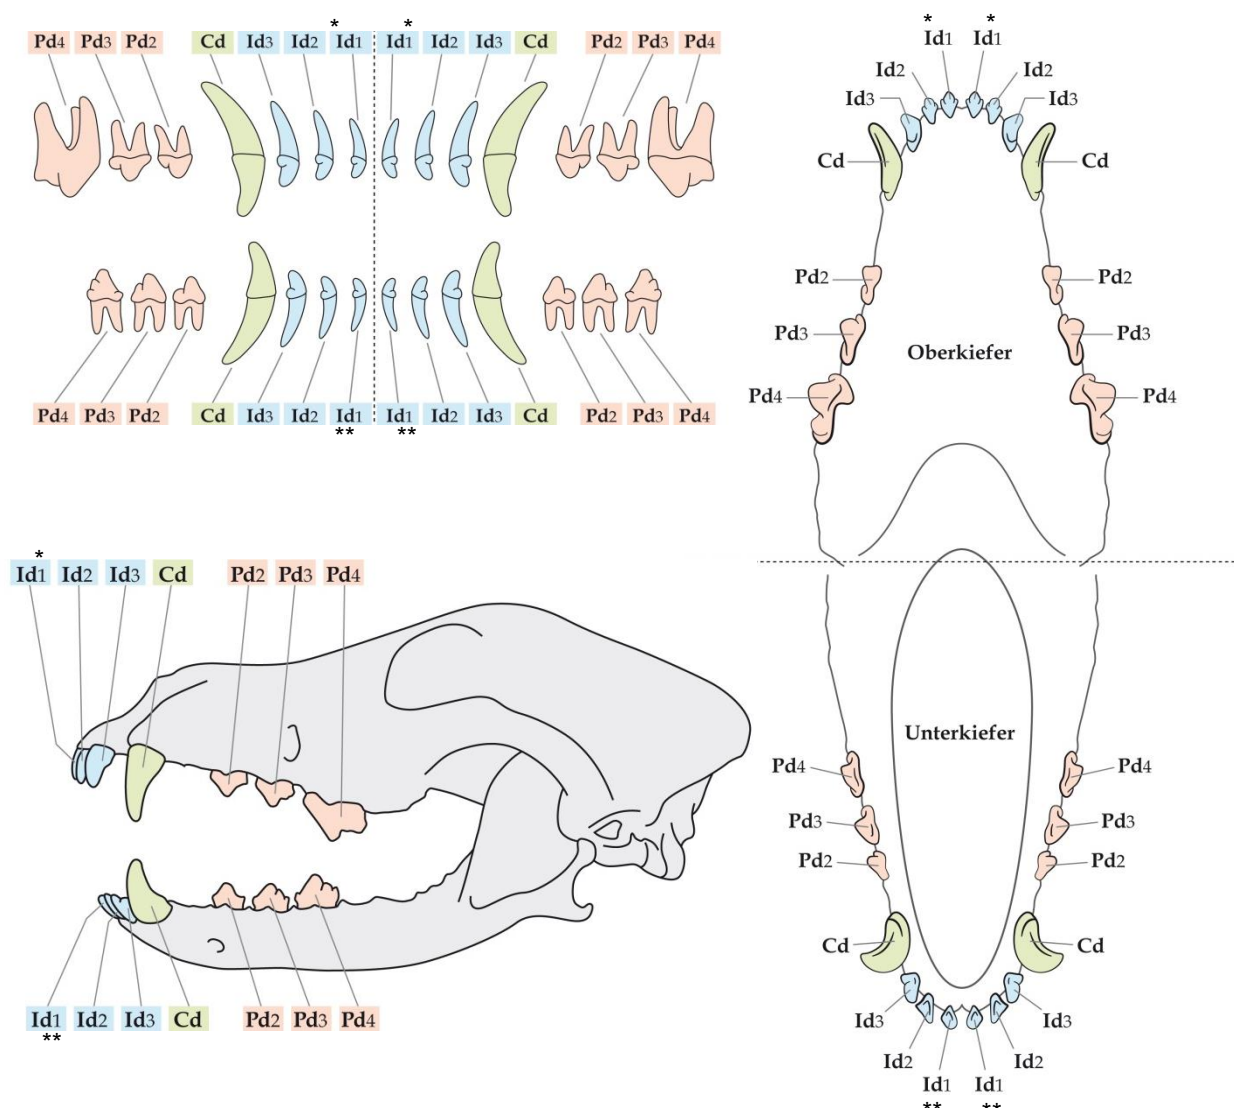 * *
Pd4 Pd3 Pd2 Cd Id3 Id2 Id1 Id1 Id2 Id3 Cd Pd2 Pd3 Pd4
Pd4 Pd3 Pd2 Cd Id3 Id2 Id1 Id1 Id2 Id3 Cd Pd2 Pd3 Pd4
** **
* *
Id1 Id1
Id2 Id2
Id3 Id3
Cd Cd
Pd2 Pd2
Pd3 Pd3
Oberkiefer
Pd4 Pd4
*
Id1 Id2 Id3 Cd Pd2 Pd3 Pd4
Id1 Id2 Id3 Cd Pd2 Pd3 Pd4
**
Unterkiefer
Pd4 Pd4
Pd3 Pd3
Pd2 Pd2
Cd Cd
Id3 Id3
Id2 Id2
Id1 Id1
** **